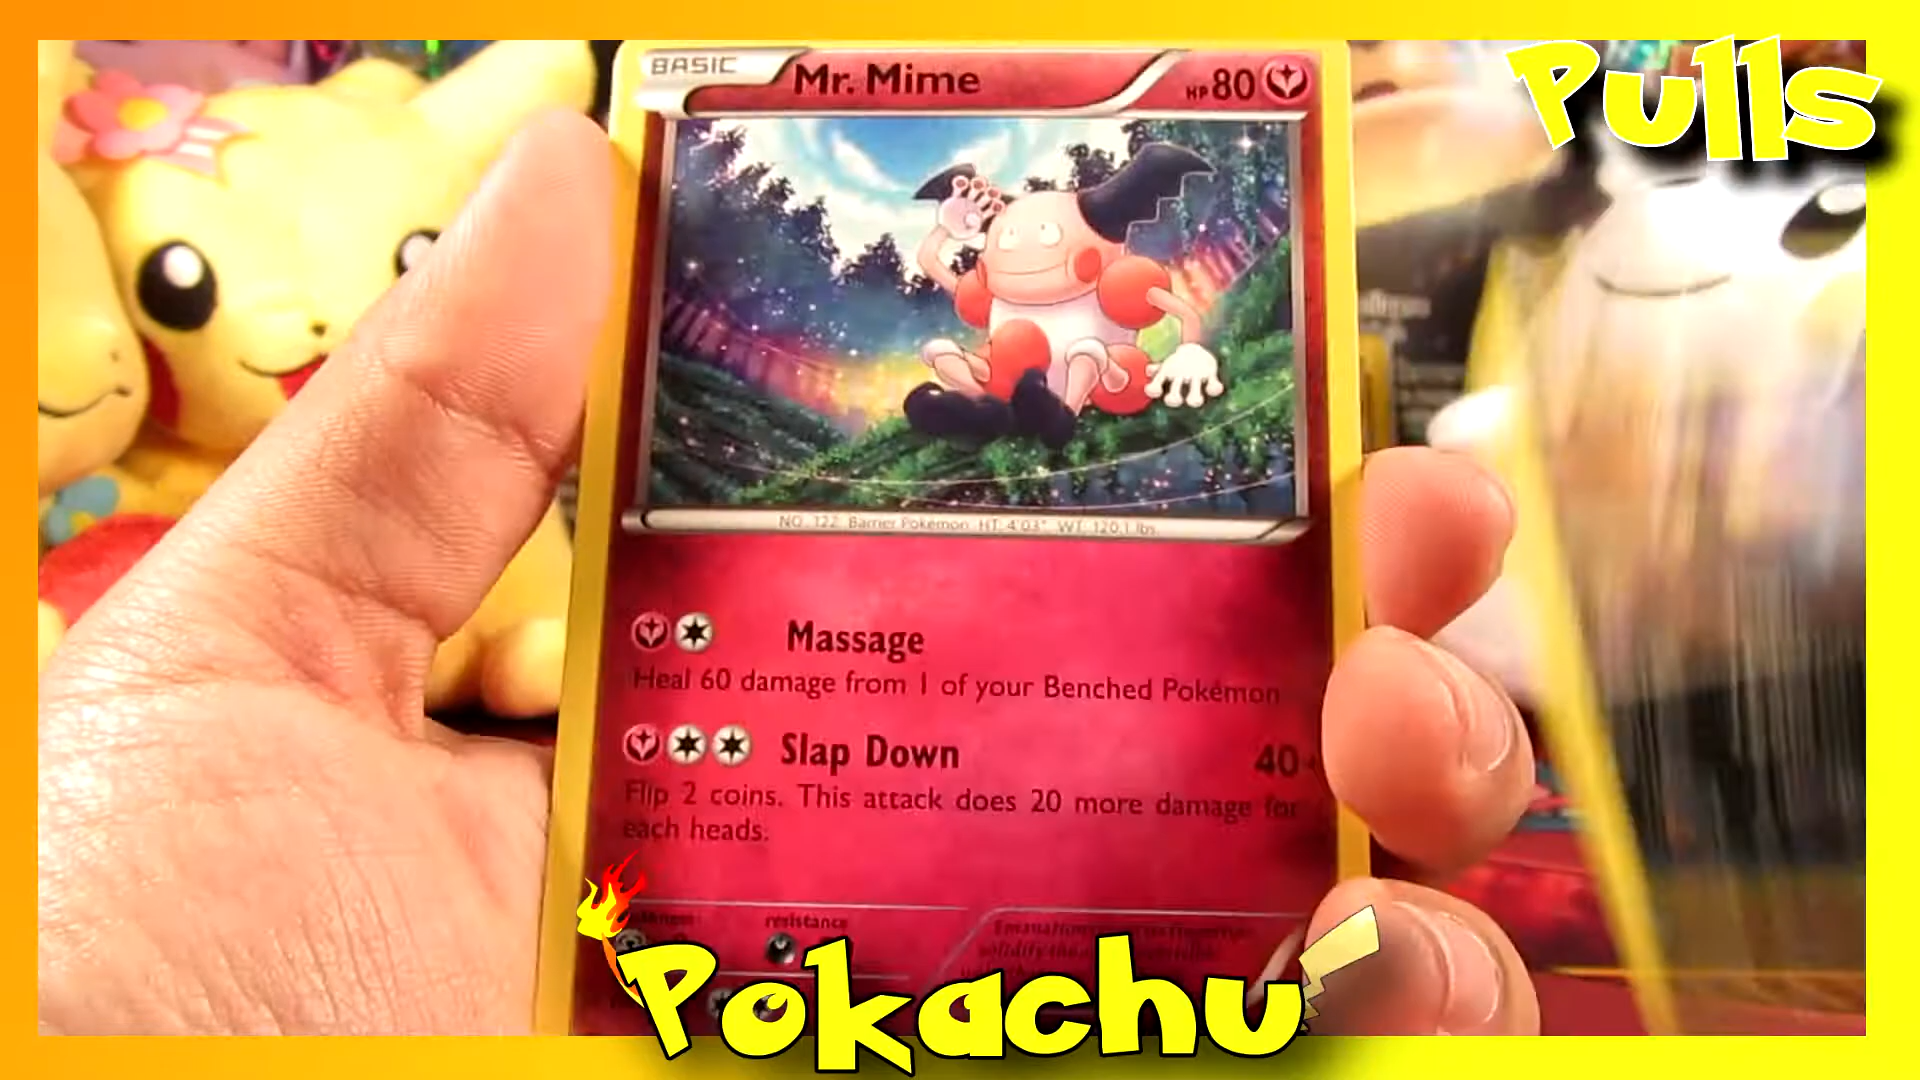 Pulls
BASIC Mr. Mime HP 80
NO. 122 Barrier Pokémon HT: 4'03" WT: 120.1 lbs.
Massage
Heal 60 damage from 1 of your Benched Pokémon
Slap Down 40
Flip 2 coins. This attack does 20 more damage for
each heads.
resistance
Pokachu